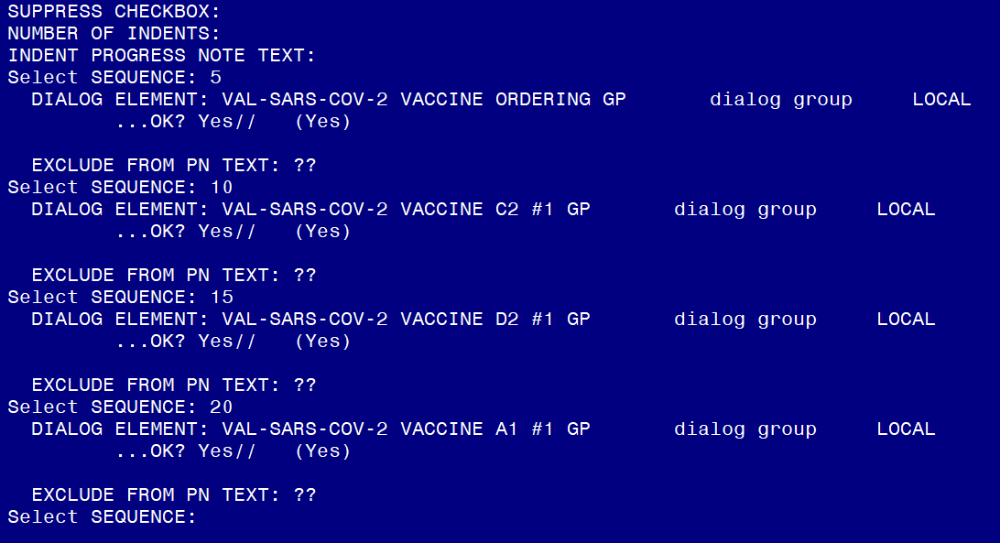 SUPPRESS CHECKBOX:
NUMBER OF INDENTS:
INDENT PROGRESS NOTE TEXT:
Select SEQUENCE: 5
DIALOG ELEMENT: VAL-SARS-COV-2 VACCINE ORDERING GP dialog group LOCAL
...OK? Yes// (Yes)
EXCLUDE FROM PN TEXT: ??
Select SEQUENCE: 10
DIALOG ELEMENT: VAL-SARS-COV-2 VACCINE C2 #1 GP dialog group LOCAL
...OK? Yes// (Yes)
EXCLUDE FROM PN TEXT: ??
Select SEQUENCE: 15
DIALOG ELEMENT: VAL-SARS-COV-2 VACCINE D2 #1 GP dialog group LOCAL
...OK? Yes// (Yes)
EXCLUDE FROM PN TEXT: ??
Select SEQUENCE: 20
DIALOG ELEMENT: VAL-SARS-COV-2 VACCINE A1 #1 GP dialog group LOCAL
...OK? Yes// (Yes)
EXCLUDE FROM PN TEXT: ??
Select SEQUENCE: